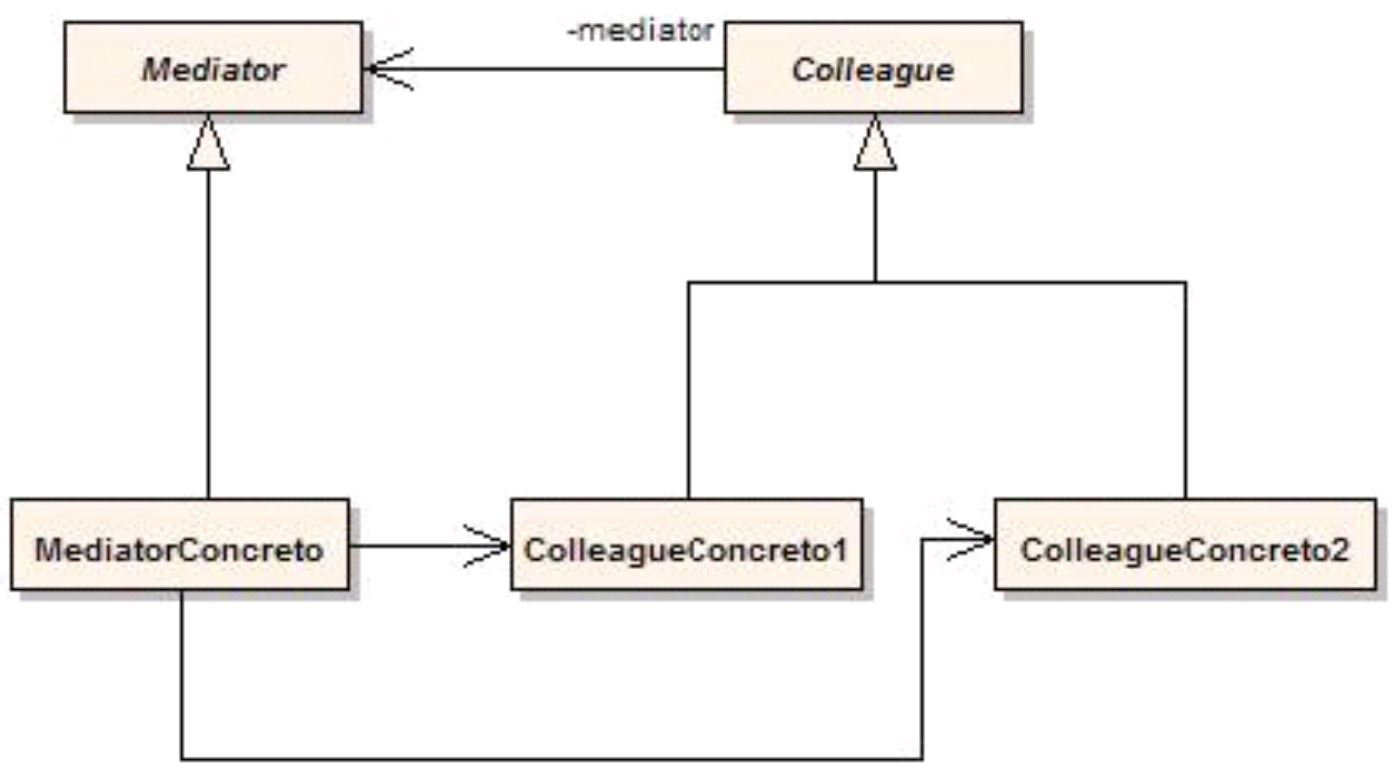 -mediator
Mediator
Colleague
MediatorConcreto
ColleagueConcreto1
ColleagueConcreto2